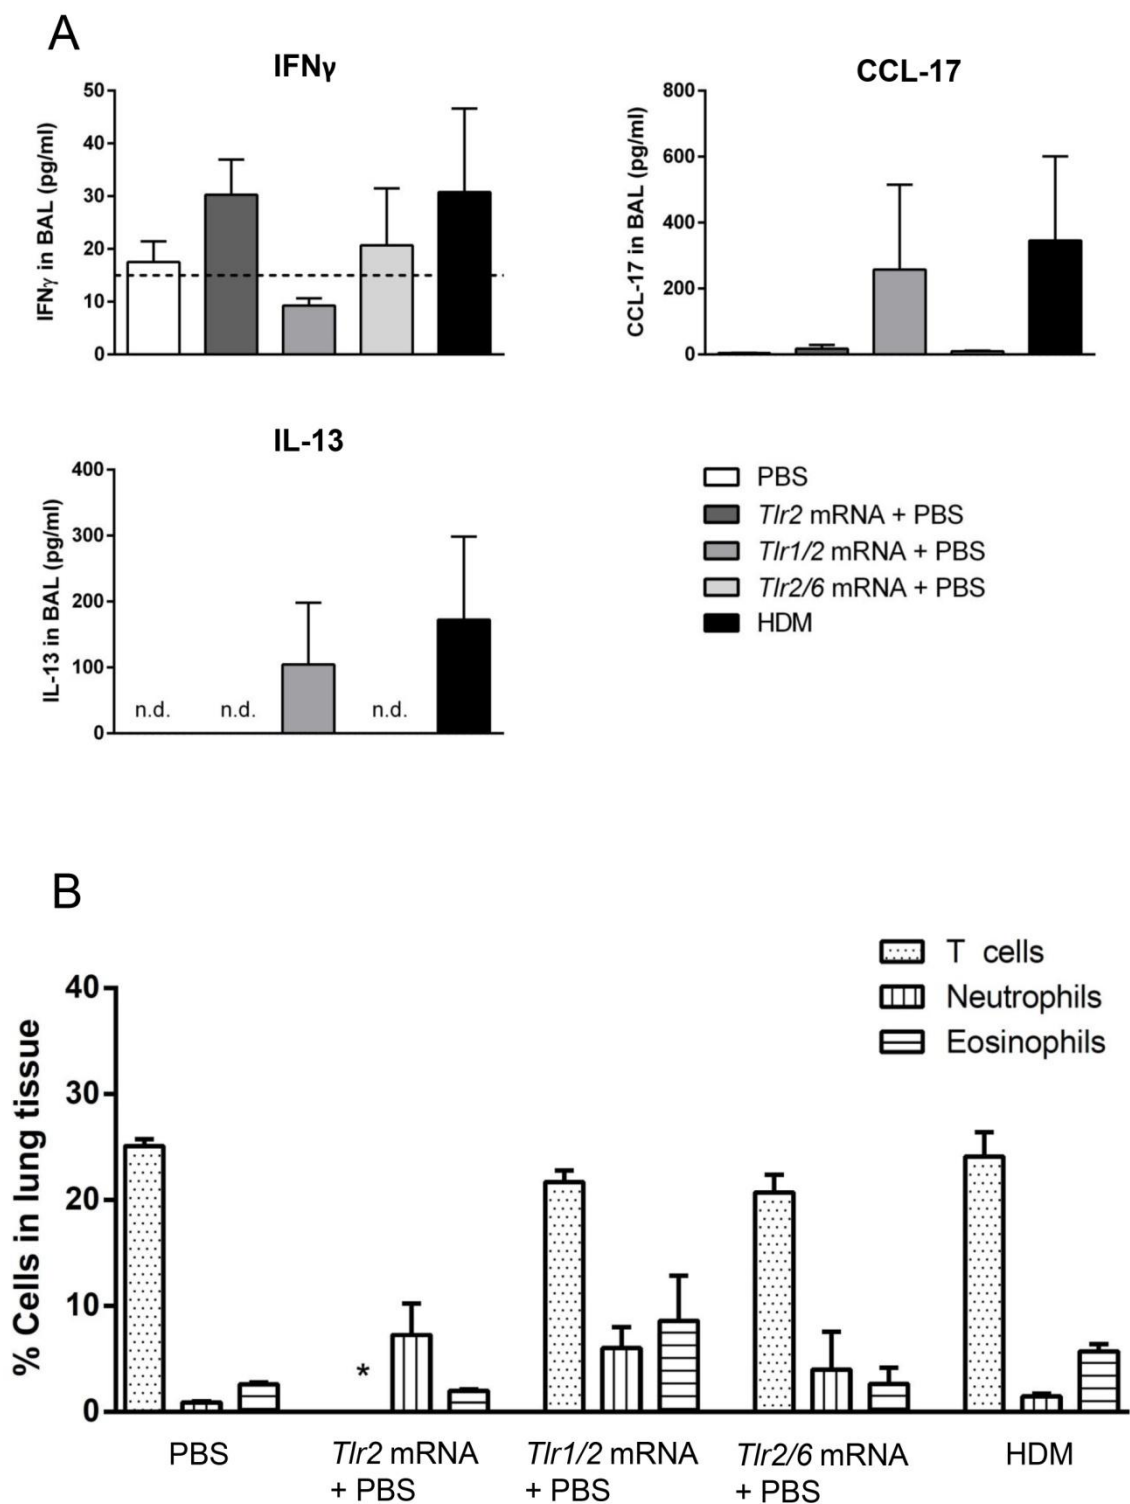 A
IFNγ
50
40
30
20
10
0
IFNγ in BAL (pg/ml)
CCL-17
800
600
400
200
0
CCL-17 in BAL (pg/ml)
IL-13
400
300
200
100
0
IL-13 in BAL (pg/ml)
n.d.
n.d.
n.d.
PBS
Tlr2 mRNA + PBS
Tlr1/2 mRNA + PBS
Tlr2/6 mRNA + PBS
HDM
B
T cells
Neutrophils
Eosinophils
40
30
20
10
0
% Cells in lung tissue
*
PBS
Tlr2 mRNA
+ PBS
Tlr1/2 mRNA
+ PBS
Tlr2/6 mRNA
+ PBS
HDM